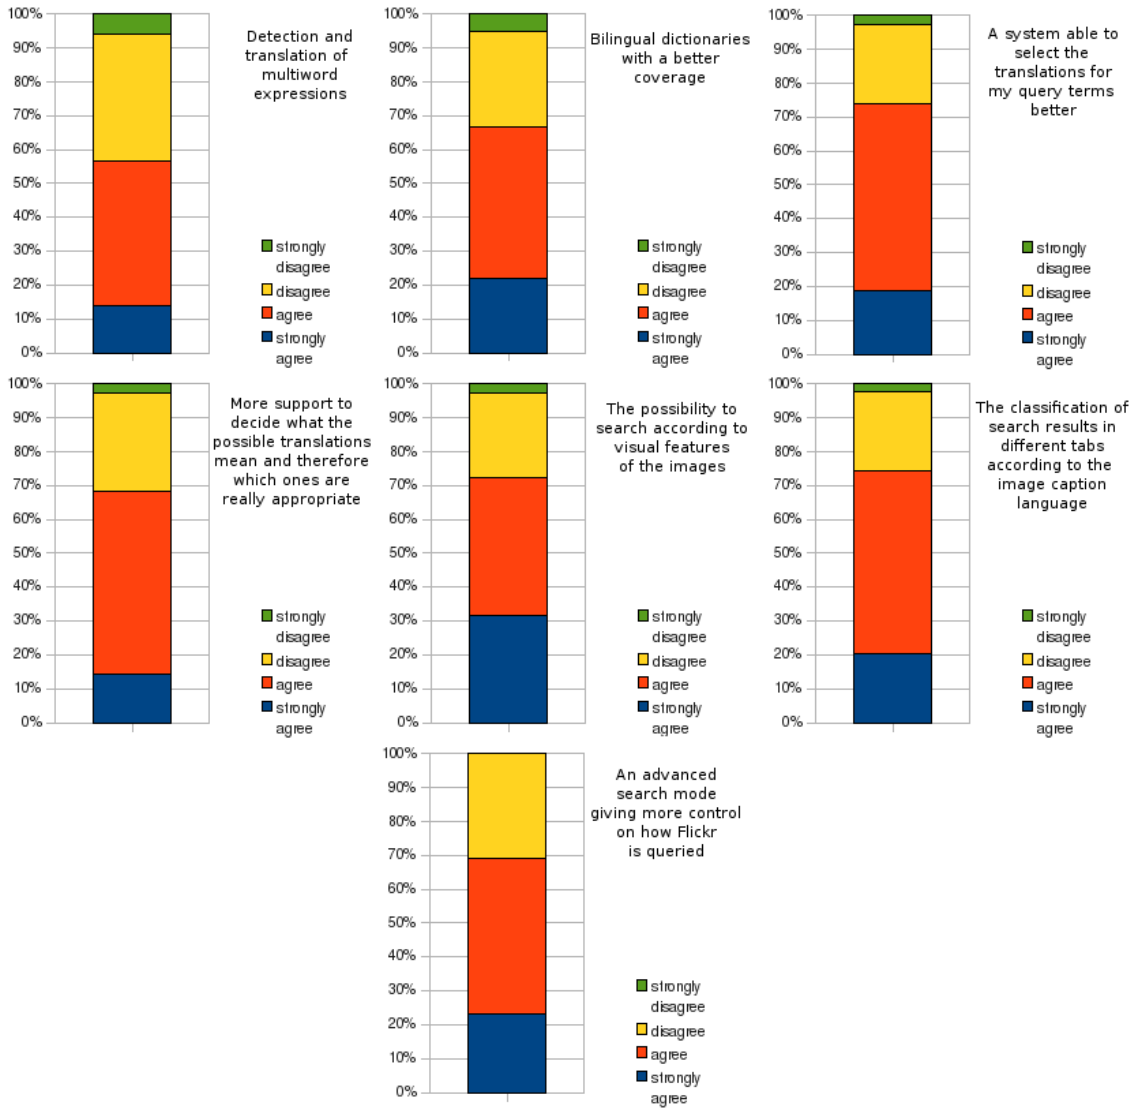 100%
90%
80%
70%
60%
50%
40%
30%
20%
10%
0%
Detection and
translation of
multiword
expressions
strongly
disagree
disagree
agree
strongly
agree
100%
90%
80%
70%
60%
50%
40%
30%
20%
10%
0%
Bilingual dictionaries
with a better
coverage
strongly
disagree
disagree
agree
strongly
agree
100%
90%
80%
70%
60%
50%
40%
30%
20%
10%
0%
A system able to
select the
translations for
my query terms
better
strongly
disagree
disagree
agree
strongly
agree
100%
90%
80%
70%
60%
50%
40%
30%
20%
10%
0%
More support to
decide what the
possible translations
mean and therefore
which ones are
really appropriate
strongly
disagree
disagree
agree
strongly
agree
100%
90%
80%
70%
60%
50%
40%
30%
20%
10%
0%
The possibility to
search according to
visual features
of the images
strongly
disagree
disagree
agree
strongly
agree
100%
90%
80%
70%
60%
50%
40%
30%
20%
10%
0%
The classification of
search results in
different tabs
according to the
image caption
language
strongly
disagree
disagree
agree
strongly
agree
100%
90%
80%
70%
60%
50%
40%
30%
20%
10%
0%
An advanced
search mode
giving more control
on how Flickr
is queried
strongly
disagree
disagree
agree
strongly
agree